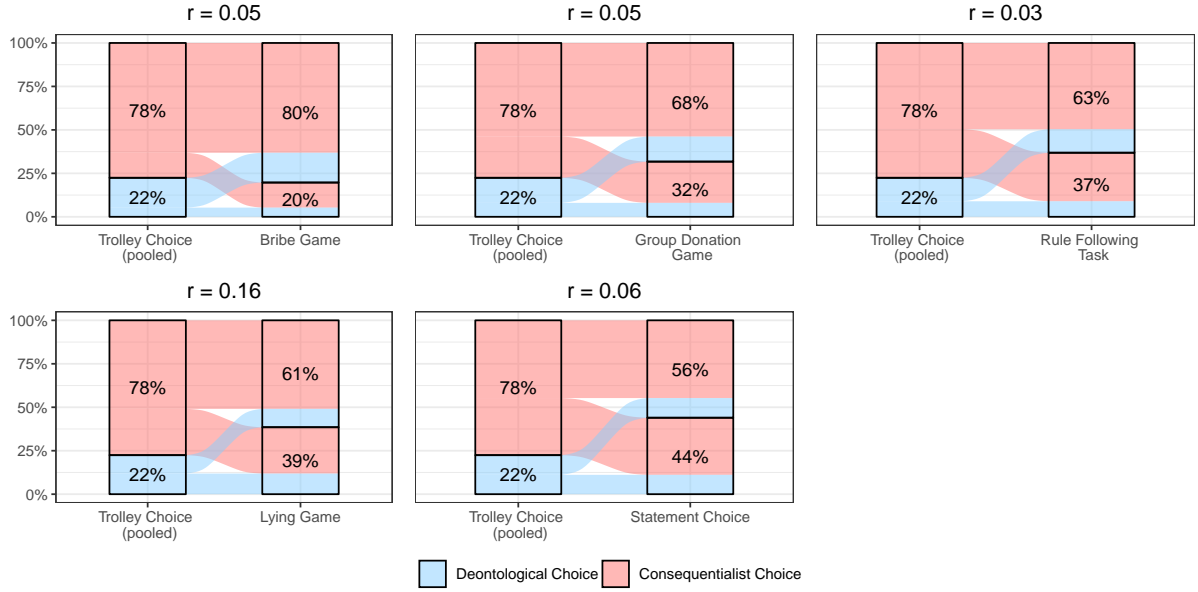 r = 0.05
r = 0.05
r = 0.03
100%
75%
50%
25%
0%
78%
22%
80%
20%
78%
22%
68%
32%
78%
22%
63%
37%
Trolley Choice
(pooled)
Bribe Game
Trolley Choice
(pooled)
Group Donation
Game
Trolley Choice
(pooled)
Rule Following
Task
r = 0.16
r = 0.06
100%
75%
50%
25%
0%
78%
22%
61%
39%
78%
22%
56%
44%
Trolley Choice
(pooled)
Lying Game
Trolley Choice
(pooled)
Statement Choice
Deontological Choice
Consequentialist Choice